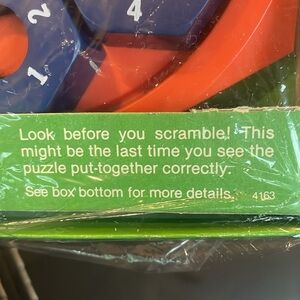 4
2
1
Look before you scramble! This
might be the last time you see the
puzzle put-together correctly.
See box bottom for more details. 4163